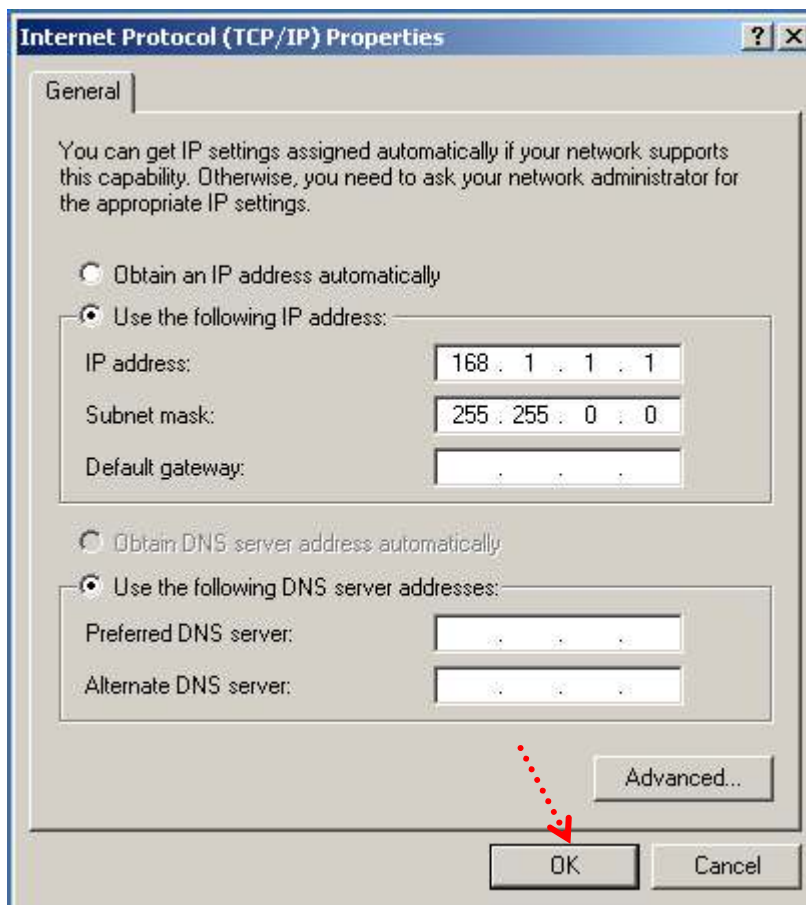 Internet Protocol (TCP/IP) Properties
General
You can get IP settings assigned automatically if your network supports
this capability. Otherwise, you need to ask your network administrator for
the appropriate IP settings.
Obtain an IP address automatically
Use the following IP address:
IP address: 168 . 1 . 1 . 1
Subnet mask: 255 . 255 . 0 . 0
Default gateway: . . .
Obtain DNS server address automatically
Use the following DNS server addresses:
Preferred DNS server: . . .
Alternate DNS server: . . .
Advanced...
OK Cancel